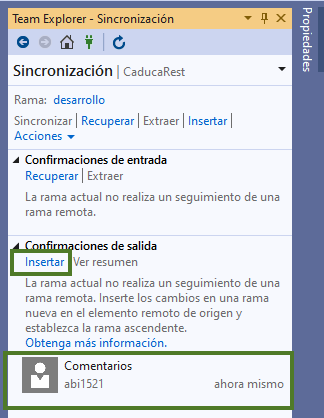 Team Explorer - Sincronización
Propiedades
Sincronización | CaducaRest
Rama: desarrollo
Sincronizar | Recuperar | Extraer | Insertar |
Acciones
Confirmaciones de entrada
Recuperar | Extraer
La rama actual no realiza un seguimiento de una
rama remota.
Confirmaciones de salida
Insertar Ver resumen
La rama actual no realiza un seguimiento de una
rama remota. Inserte los cambios en una rama
nueva en el elemento remoto de origen y
establezca la rama ascendente.
Obtenga más información.
Comentarios
abi1521 ahora mismo